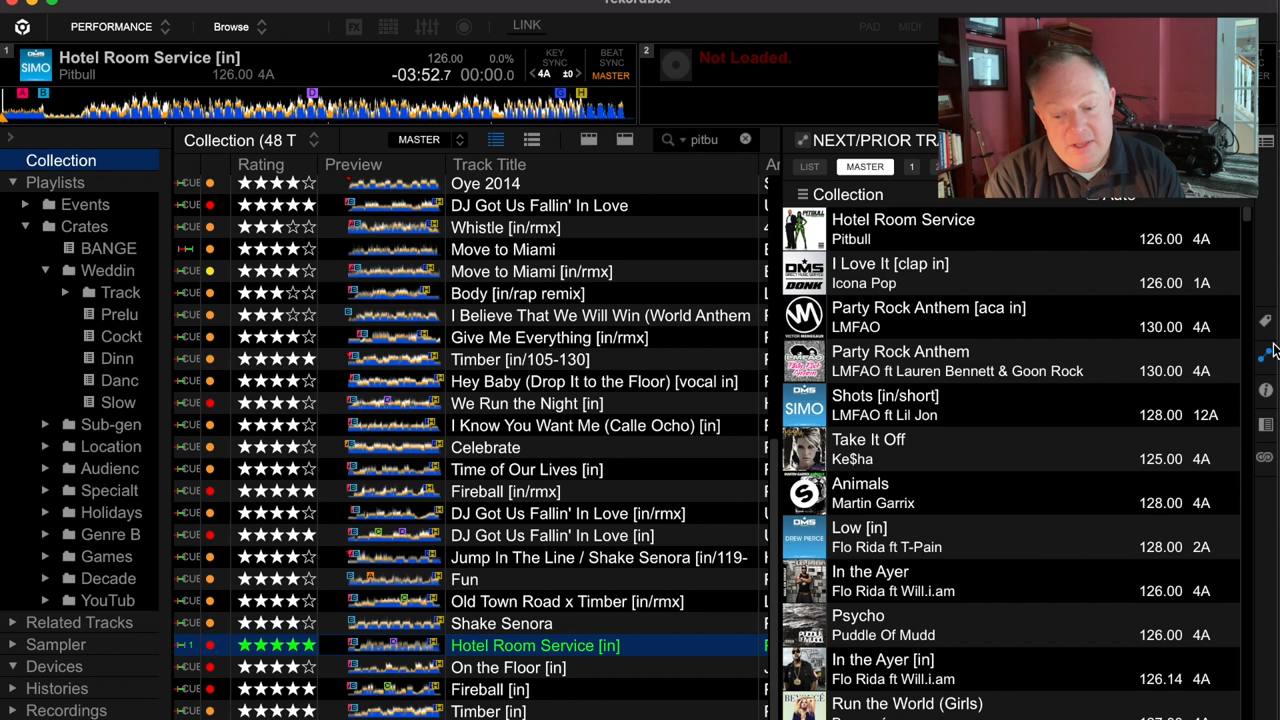 rekordbox
PERFORMANCE
Browse
FX
LINK
PAD
MIDI
1
DMS
SIMO
Hotel Room Service [in]
126.00
0.0%
KEY
SYNC
BEAT
SYNC
Pitbull
126.00 4A
-03:52.7
00:00.0
4A
±0
MASTER
2
Not Loaded.
A
B
D
G
H
Collection (48 T
MASTER
pitbu
NEXT/PRIOR TR
LIST
MASTER
1
Collection
Auto
Collection
Playlists
Events
Crates
BANGE
Weddin
Track
Prelu
Cockt
Dinn
Danc
Slow
Sub-gen
Location
Audienc
Specialt
Holidays
Genre B
Games
Decade
YouTub
Related Tracks
Sampler
Devices
Histories
Recordings
Rating
Preview
Track Title
Ar
Oye 2014
DJ Got Us Fallin' In Love
Whistle [in/rmx]
Move to Miami
Move to Miami [in/rmx]
Body [in/rap remix]
I Believe That We Will Win (World Anthem
Give Me Everything [in/rmx]
Timber [in/105-130]
Hey Baby (Drop It to the Floor) [vocal in]
We Run the Night [in]
I Know You Want Me (Calle Ocho) [in]
Celebrate
Time of Our Lives [in]
Fireball [in/rmx]
DJ Got Us Fallin' In Love [in/rmx]
DJ Got Us Fallin' In Love [in]
Jump In The Line / Shake Senora [in/119-
Fun
Old Town Road x Timber [in/rmx]
Shake Senora
Hotel Room Service [in]
On the Floor [in]
Fireball [in]
Timber [in]
Hotel Room Service
Pitbull
126.00 4A
I Love It [clap in]
Icona Pop
126.00 1A
Party Rock Anthem [aca in]
LMFAO
130.00 4A
Party Rock Anthem
LMFAO ft Lauren Bennett & Goon Rock
130.00 4A
Shots [in/short]
LMFAO ft Lil Jon
128.00 12A
Take It Off
Ke$ha
125.00 4A
Animals
Martin Garrix
128.00 4A
Low [in]
Flo Rida ft T-Pain
128.00 2A
In the Ayer
Flo Rida ft Will.i.am
126.00 4A
Psycho
Puddle Of Mudd
126.00 4A
In the Ayer [in]
Flo Rida ft Will.i.am
126.14 4A
Run the World (Girls)